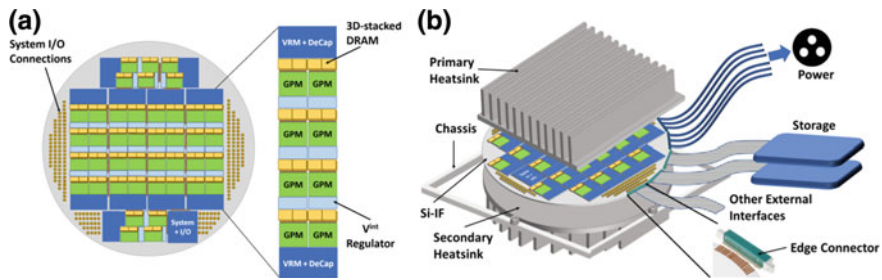 (a)
System I/O
Connections
System
+ I/O
VRM + DeCap
GPM GPM
GPM GPM
GPM GPM
GPM GPM
VRM + DeCap
3D-stacked
DRAM
V^int
Regulator
(b)
Primary
Heatsink
Chassis
Si-IF
Secondary
Heatsink
Power
Storage
Other External
Interfaces
Edge Connector